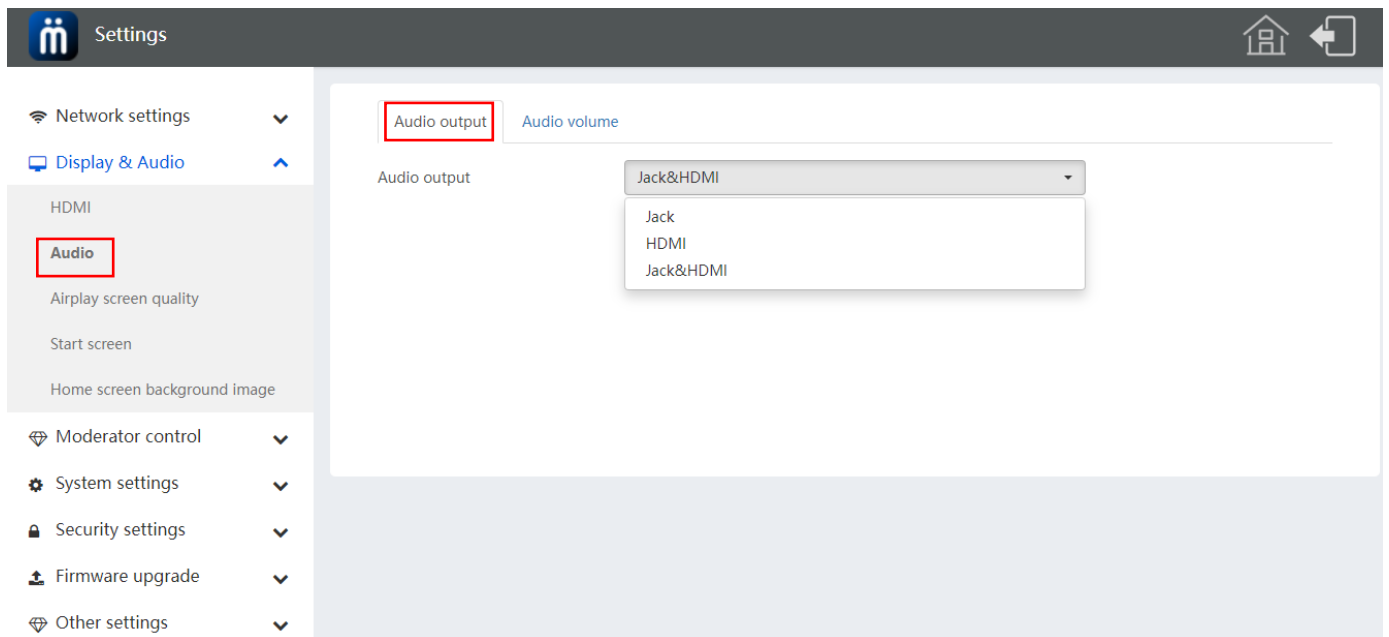 Settings
Network settings
Display & Audio
HDMI
Audio
Airplay screen quality
Start screen
Home screen background image
Moderator control
System settings
Security settings
Firmware upgrade
Other settings
Audio output Audio volume
Audio output Jack&HDMI
Jack
HDMI
Jack&HDMI